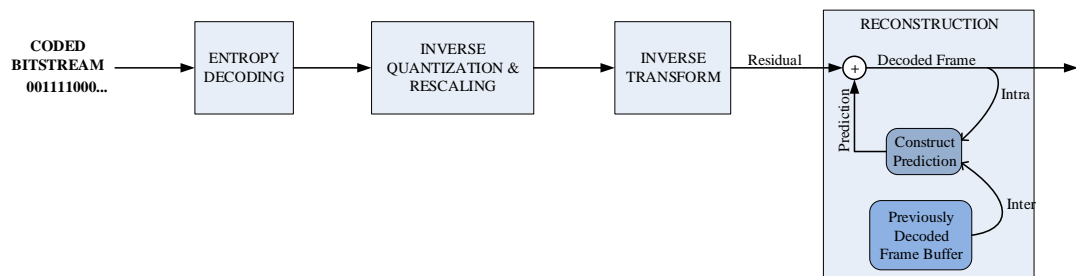 CODED
BITSTREAM
001111000...
ENTROPY
DECODING
INVERSE
QUANTIZATION &
RESCALING
INVERSE
TRANSFORM
Residual
RECONSTRUCTION
+
Decoded Frame
Intra
Prediction
Construct
Prediction
Inter
Previously
Decoded
Frame Buffer